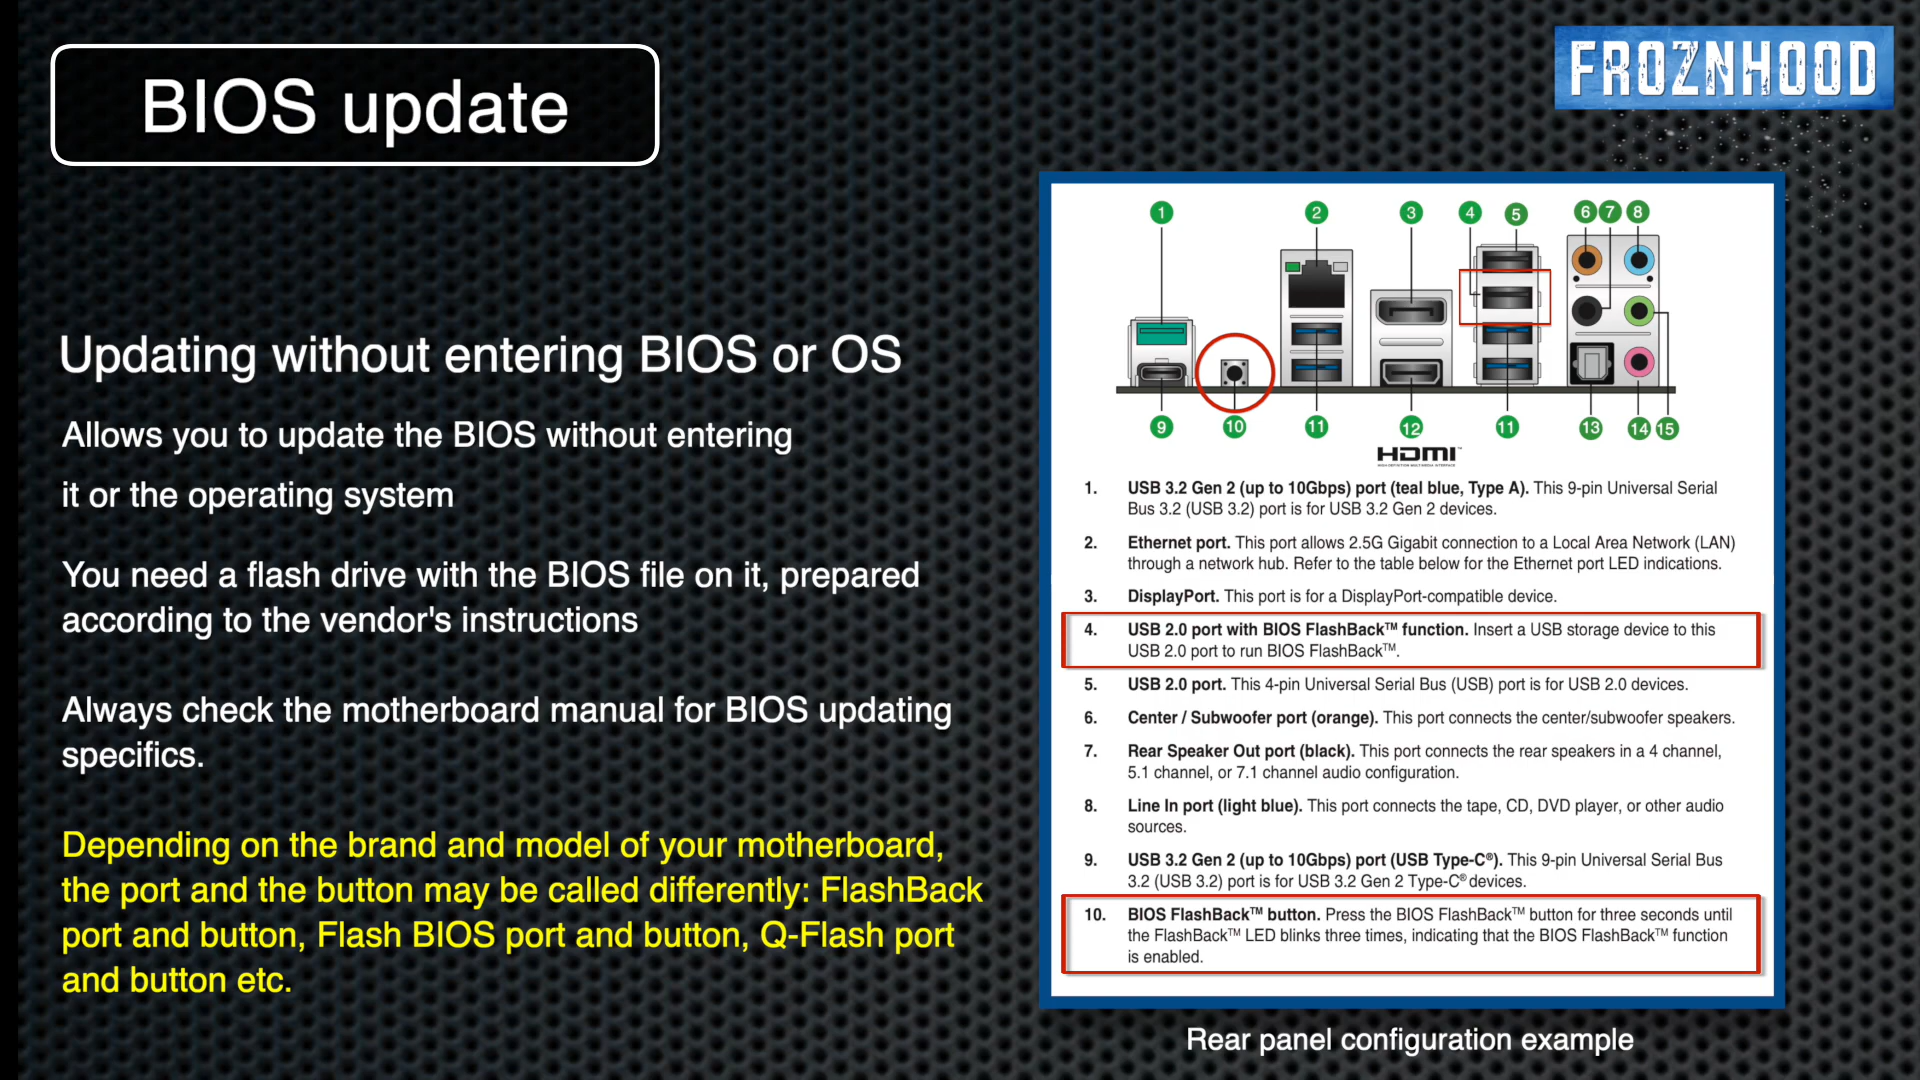 BIOS update
FROZNHOOD
Updating without entering BIOS or OS
Allows you to update the BIOS without entering
it or the operating system
You need a flash drive with the BIOS file on it, prepared
according to the vendor's instructions
Always check the motherboard manual for BIOS updating
specifics.
Depending on the brand and model of your motherboard,
the port and the button may be called differently: FlashBack
port and button, Flash BIOS port and button, Q-Flash port
and button etc.
1 2 3 4 5 6 7 8
9 10 11 12 11 13 14 15
HDMI™
HIGH-DEFINITION MULTIMEDIA INTERFACE
1. USB 3.2 Gen 2 (up to 10Gbps) port (teal blue, Type A). This 9-pin Universal Serial
Bus 3.2 (USB 3.2) port is for USB 3.2 Gen 2 devices.
2. Ethernet port. This port allows 2.5G Gigabit connection to a Local Area Network (LAN)
through a network hub. Refer to the table below for the Ethernet port LED indications.
3. DisplayPort. This port is for a DisplayPort-compatible device.
4. USB 2.0 port with BIOS FlashBack™ function. Insert a USB storage device to this
USB 2.0 port to run BIOS FlashBack™.
5. USB 2.0 port. This 4-pin Universal Serial Bus (USB) port is for USB 2.0 devices.
6. Center / Subwoofer port (orange). This port connects the center/subwoofer speakers.
7. Rear Speaker Out port (black). This port connects the rear speakers in a 4 channel,
5.1 channel, or 7.1 channel audio configuration.
8. Line In port (light blue). This port connects the tape, CD, DVD player, or other audio
sources.
9. USB 3.2 Gen 2 (up to 10Gbps) port (USB Type-C®). This 9-pin Universal Serial Bus
3.2 (USB 3.2) port is for USB 3.2 Gen 2 Type-C® devices.
10. BIOS FlashBack™ button. Press the BIOS FlashBack™ button for three seconds until
the FlashBack™ LED blinks three times, indicating that the BIOS FlashBack™ function
is enabled.
Rear panel configuration example